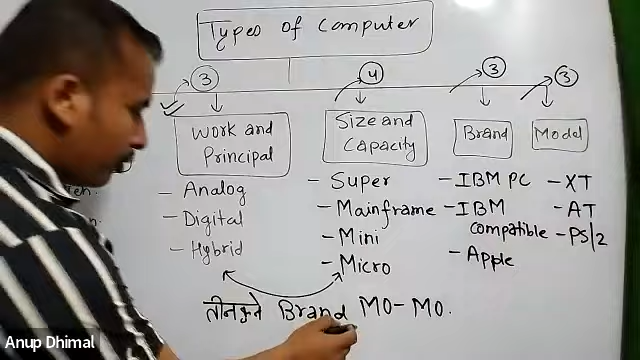 Types of Computer
3 4 3 3
Work and Principal
Size and Capacity
Brand
Model
- Analog
- Digital
- Hybrid
- Super
- Mainframe
- Mini
- Micro
- IBM PC
- IBM compatible
- Apple
- XT
- AT
- PS/2
Brand MO-MO.
Anup Dhimal